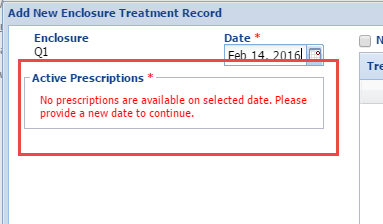 Add New Enclosure Treatment Record
Enclosure
Date *
Q1
Feb 14, 2016
N
Active Prescriptions *
No prescriptions are available on selected date. Please
provide a new date to continue.
Tre